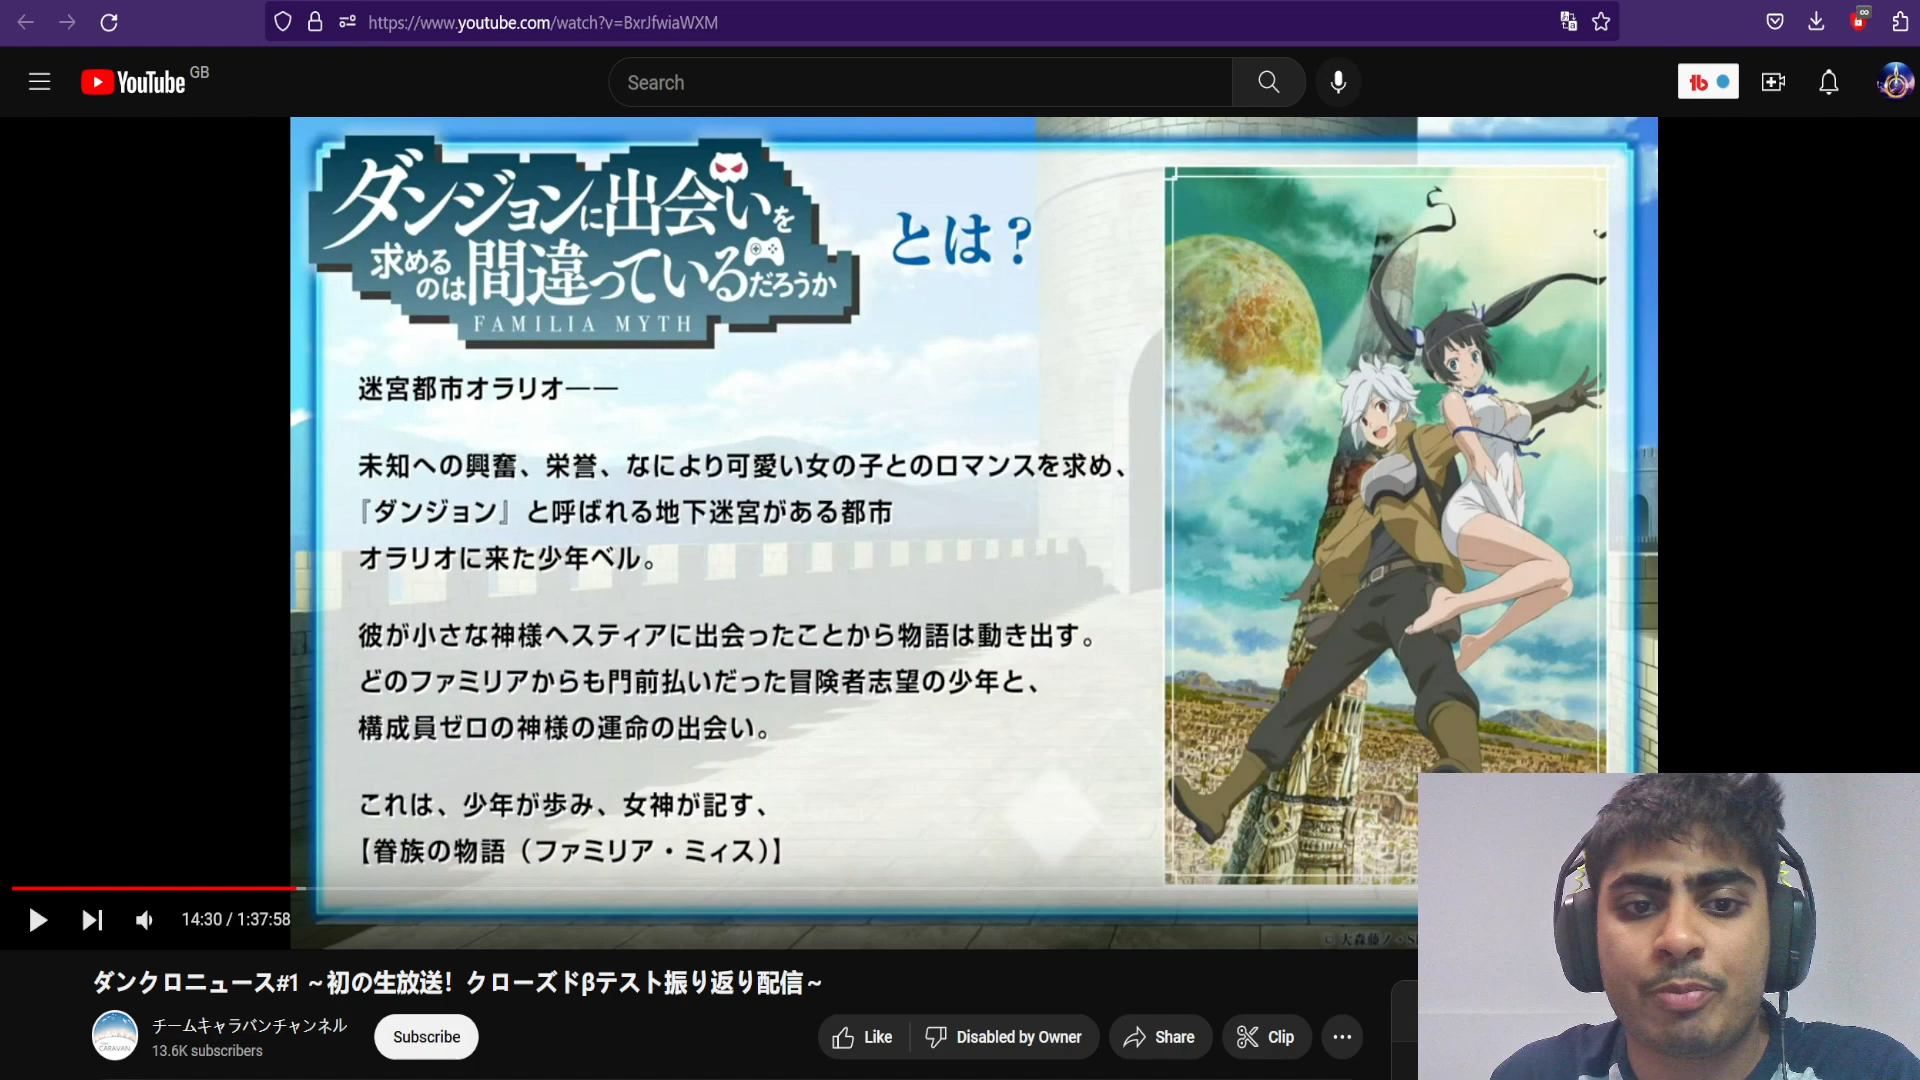 https://www.youtube.com/watch?v=BxrJfwiaWXM
YouTube GB
Search
ダンジョンに出会いを
求めるのは間違っているだろうか
FAMILIA MYTH
とは？
迷宮都市オラリオ――
未知への興奮、栄誉、なにより可愛い女の子とのロマンスを求め、
『ダンジョン』と呼ばれる地下迷宮がある都市
オラリオに来た少年ベル。
彼が小さな神様ヘスティアに出会ったことから物語は動き出す。
どのファミリアからも門前払いだった冒険者志望の少年と、
構成員ゼロの神様の運命の出会い。
これは、少年が歩み、女神が記す、
【眷族の物語（ファミリア・ミィス）】
14:30 / 1:37:58
ダンクロニュース#1 ~初の生放送！クローズドβテスト振り返り配信~
チームキャラバンチャンネル
13.6K subscribers
Subscribe
Like
Disabled by Owner
Share
Clip